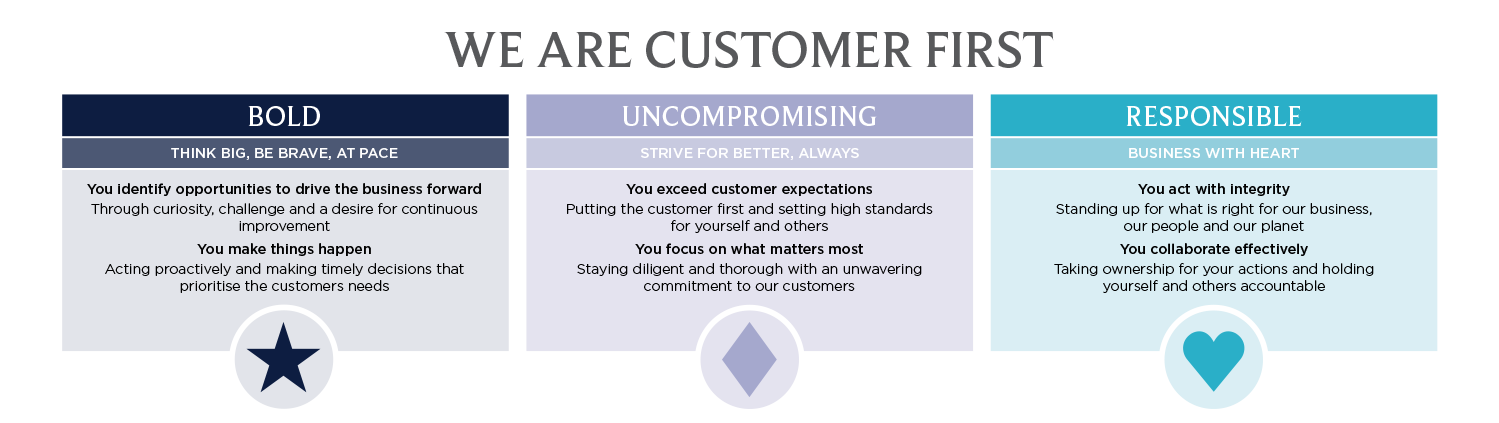 WE ARE CUSTOMER FIRST
BOLD
THINK BIG, BE BRAVE, AT PACE
You identify opportunities to drive the business forward
Through curiosity, challenge and a desire for continuous
improvement
You make things happen
Acting proactively and making timely decisions that
prioritise the customers needs
UNCOMPROMISING
STRIVE FOR BETTER, ALWAYS
You exceed customer expectations
Putting the customer first and setting high standards
for yourself and others
You focus on what matters most
Staying diligent and thorough with an unwavering
commitment to our customers
RESPONSIBLE
BUSINESS WITH HEART
You act with integrity
Standing up for what is right for our business,
our people and our planet
You collaborate effectively
Taking ownership for your actions and holding
yourself and others accountable